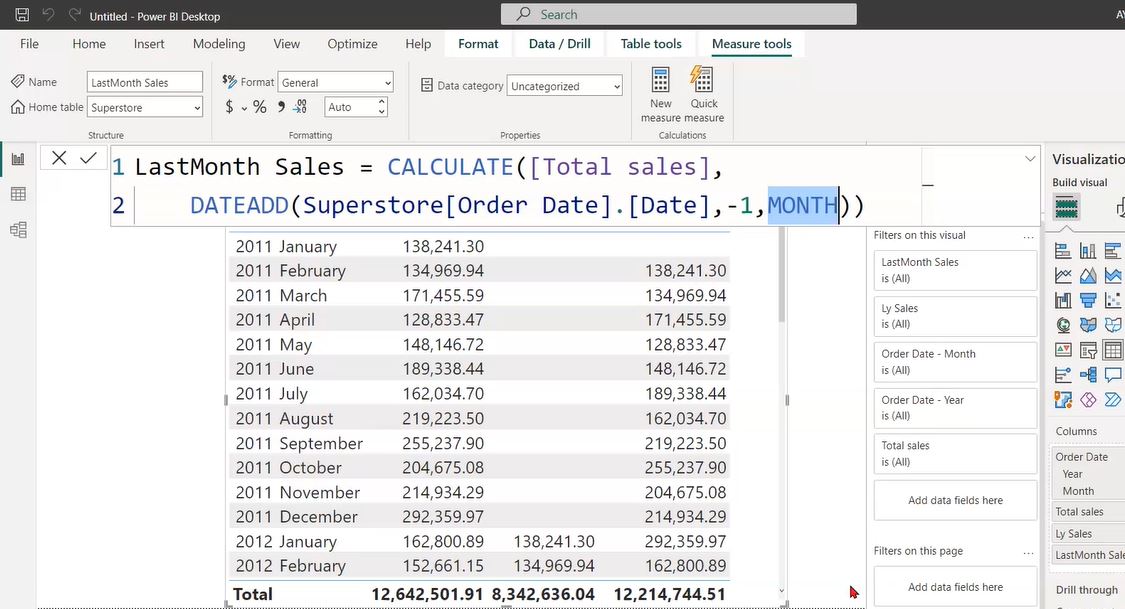 Untitled - Power BI Desktop
Search
File Home Insert Modeling View Optimize Help Format Data / Drill Table tools Measure tools
Name LastMonth Sales
Home table Superstore
Structure
$% Format General
$ % 9 .00 Auto
Formatting
Data category Uncategorized
Properties
New measure
Quick measure
Calculations
1 LastMonth Sales = CALCULATE([Total sales],
2 DATEADD(Superstore[Order Date].[Date],-1,MONTH))
2011 January 138,241.30
2011 February 134,969.94 138,241.30
2011 March 171,455.59 134,969.94
2011 April 128,833.47 171,455.59
2011 May 148,146.72 128,833.47
2011 June 189,338.44 148,146.72
2011 July 162,034.70 189,338.44
2011 August 219,223.50 162,034.70
2011 September 255,237.90 219,223.50
2011 October 204,675.08 255,237.90
2011 November 214,934.29 204,675.08
2011 December 292,359.97 214,934.29
2012 January 162,800.89 138,241.30 292,359.97
2012 February 152,661.15 134,969.94 162,800.89
Total 12,642,501.91 8,342,636.04 12,214,744.51
Filters on this visual ...
LastMonth Sales
is (All)
Ly Sales
is (All)
Order Date - Month
is (All)
Order Date - Year
is (All)
Total sales
is (All)
Add data fields here
Filters on this page ...
Add data fields here
Visualizatio
Build visual
Columns
Order Date
Year
Month
Total sales
Ly Sales
LastMonth Sale
Drill through